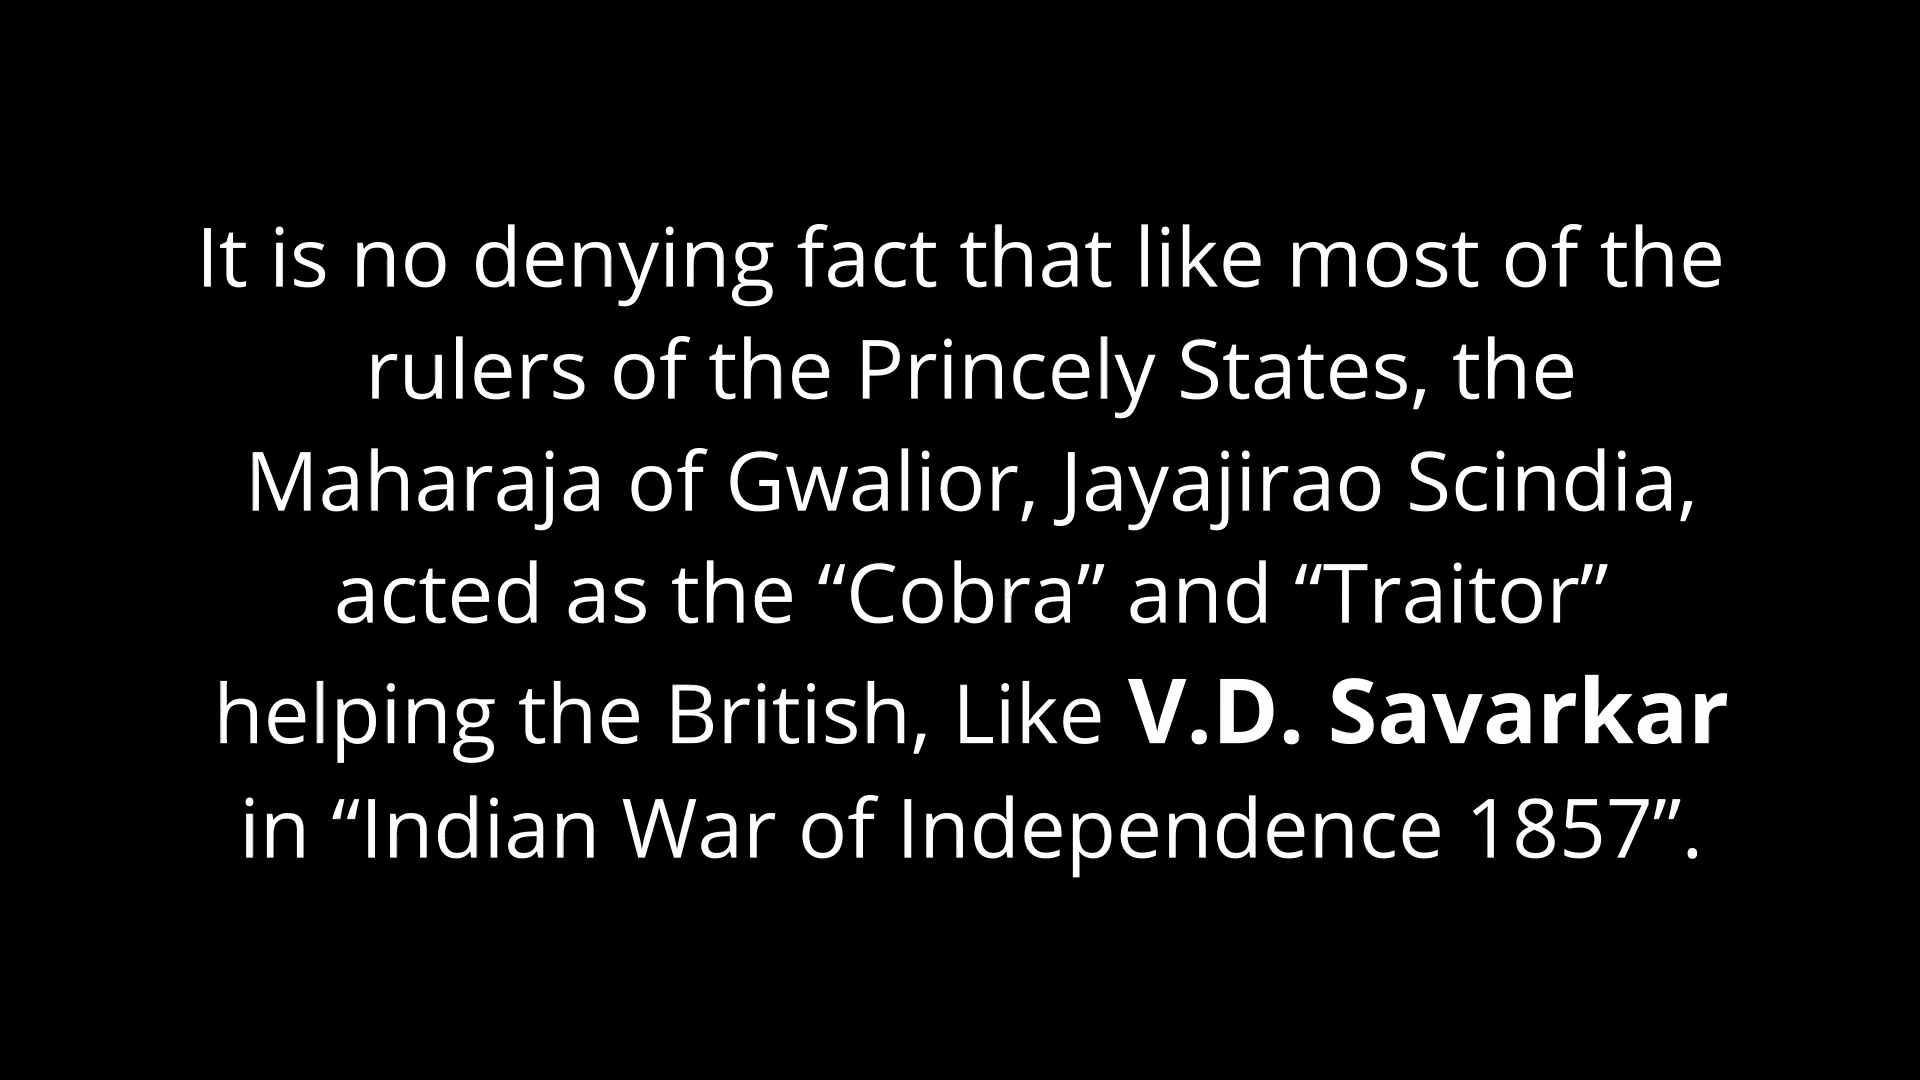 It is no denying fact that like most of the
rulers of the Princely States, the
Maharaja of Gwalior, Jayajirao Scindia,
acted as the “Cobra” and “Traitor”
helping the British, Like V.D. Savarkar
in “Indian War of Independence 1857”.